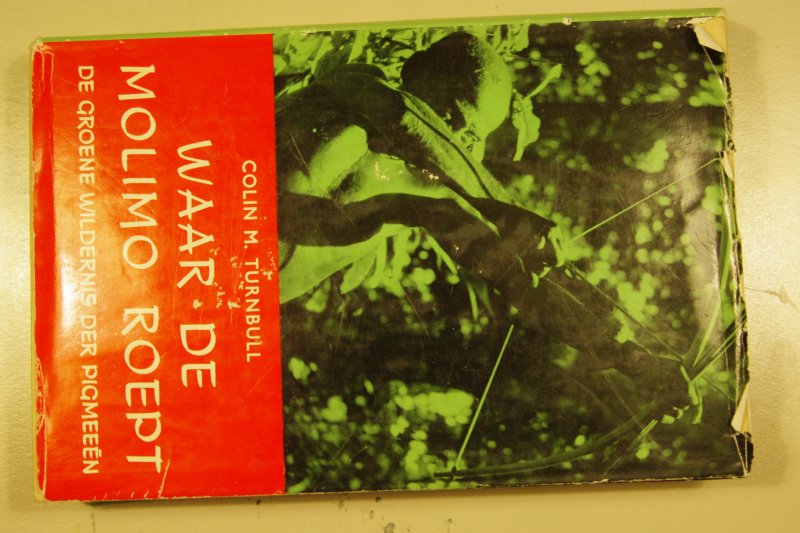 COLIN M. TURNBULL
WAAR DE
MOLIMO ROEPT
DE GROENE WILDERNIS DER PIGMEEËN